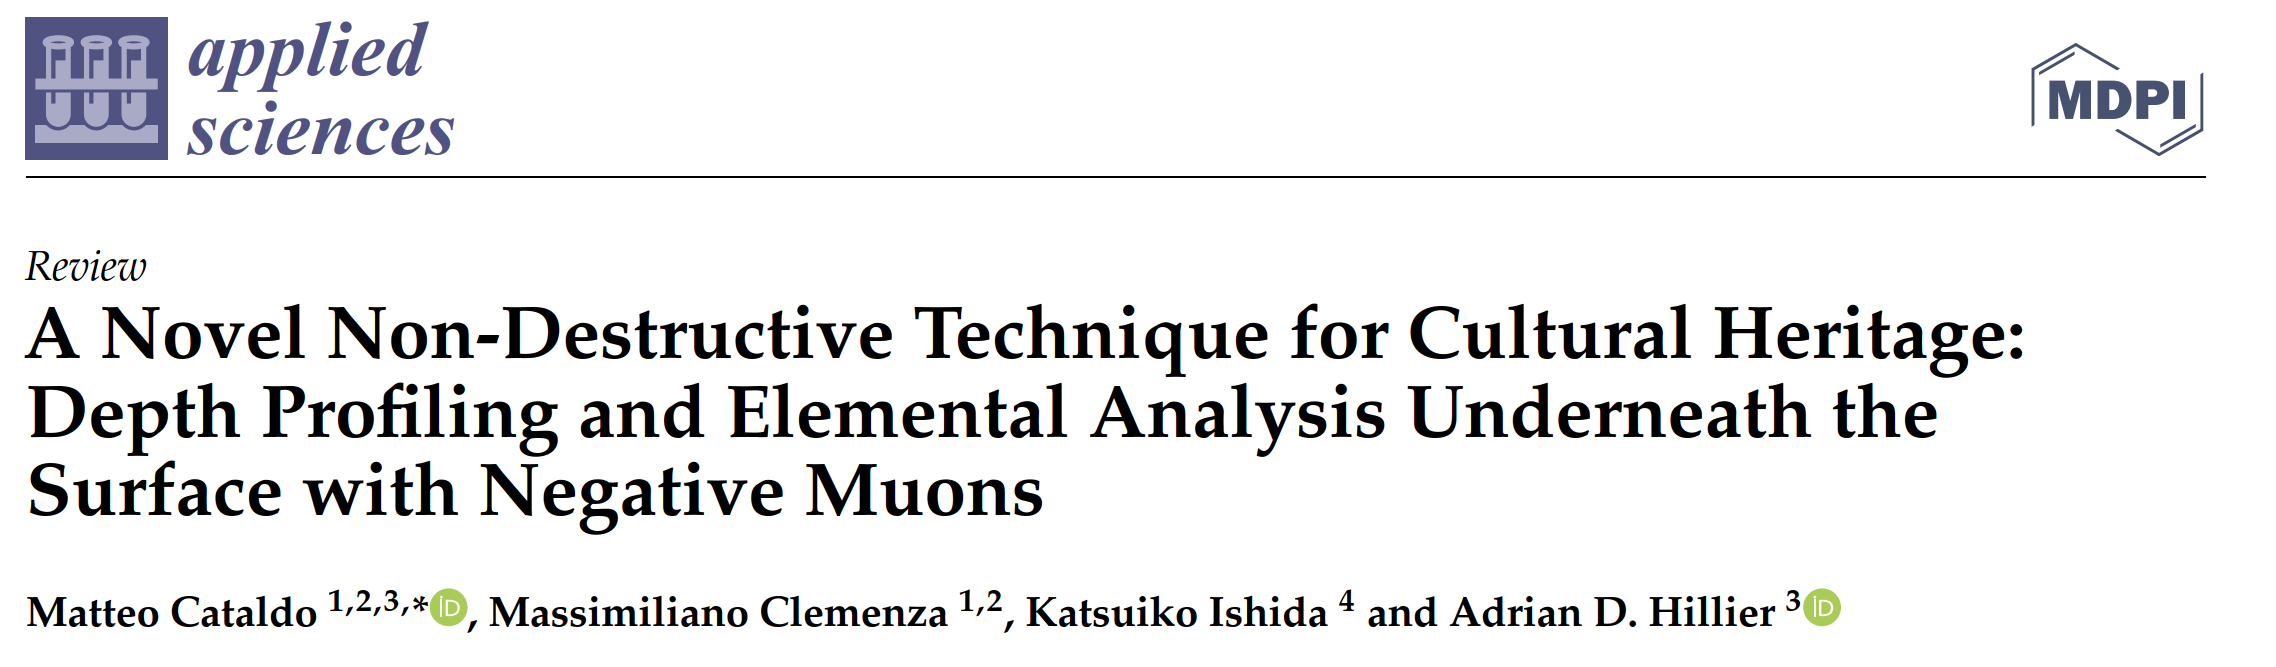 applied
sciences
MDPI
Review
A Novel Non-Destructive Technique for Cultural Heritage:
Depth Profiling and Elemental Analysis Underneath the
Surface with Negative Muons
Matteo Cataldo 1,2,3,* iD, Massimiliano Clemenza 1,2, Katsuiko Ishida 4 and Adrian D. Hillier 3 iD